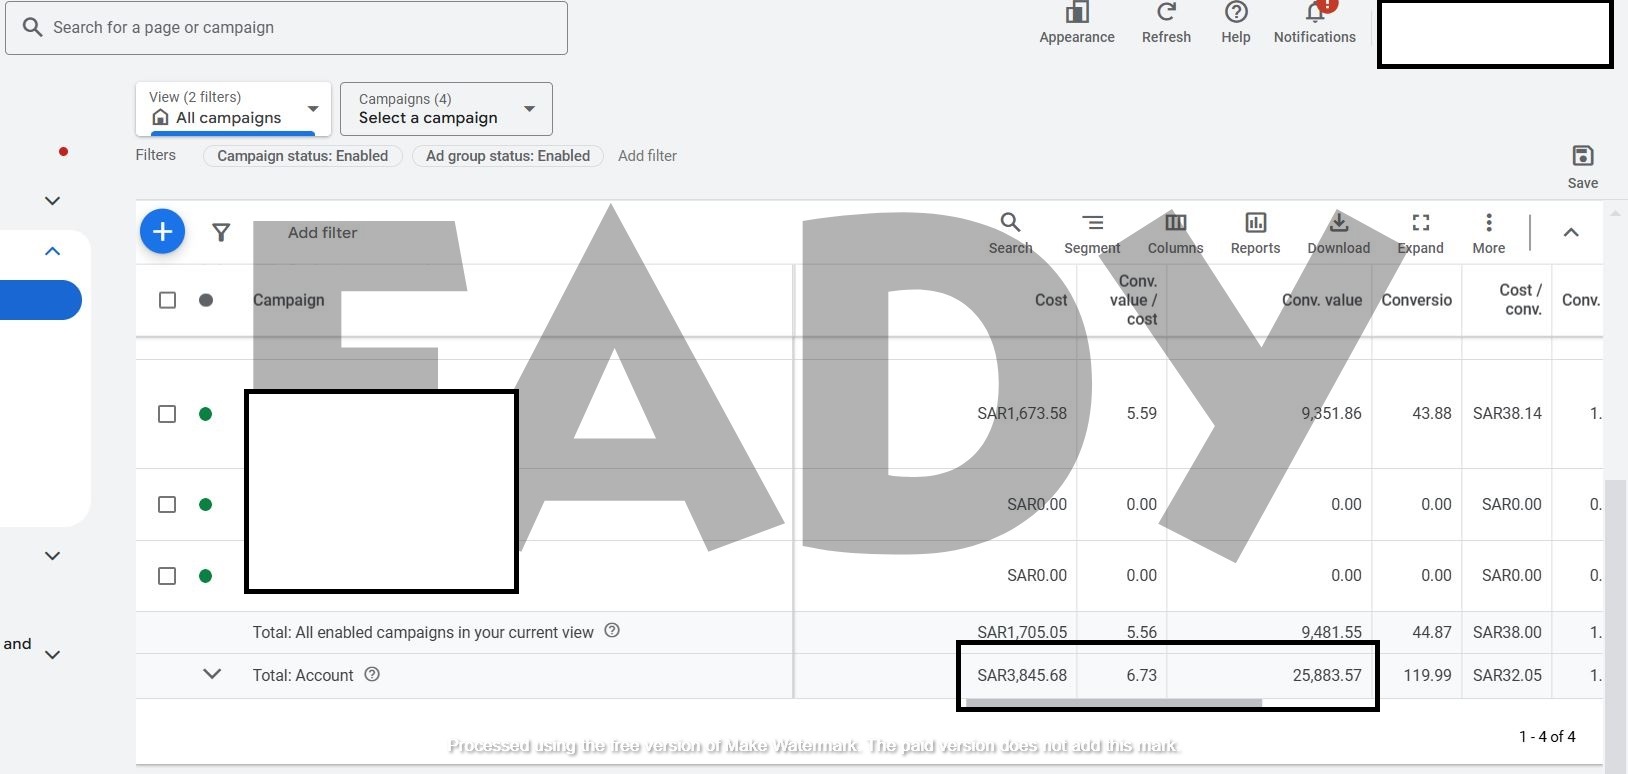 Search for a page or campaign
Appearance
Refresh
Help
!
Notifications
View (2 filters)
All campaigns
Campaigns (4)
Select a campaign
Filters
Campaign status: Enabled
Ad group status: Enabled
Add filter
Save
Add filter
Search
Segment
Columns
Reports
Download
Expand
More
FADY
Campaign
Cost
Conv. value / cost
Conv. value
Conversio
Cost / conv.
Conv.
SAR1,673.58 5.59 9,351.86 43.88 SAR38.14 1.
SAR0.00 0.00 0.00 0.00 SAR0.00 0.
SAR0.00 0.00 0.00 0.00 SAR0.00 0.
Total: All enabled campaigns in your current view SAR1,705.05 5.56 9,481.55 44.87 SAR38.00 1.
and
Total: Account SAR3,845.68 6.73 25,883.57 119.99 SAR32.05 1.
1 - 4 of 4
Processed using the free version of Make Watermark. The paid version does not add this mark.